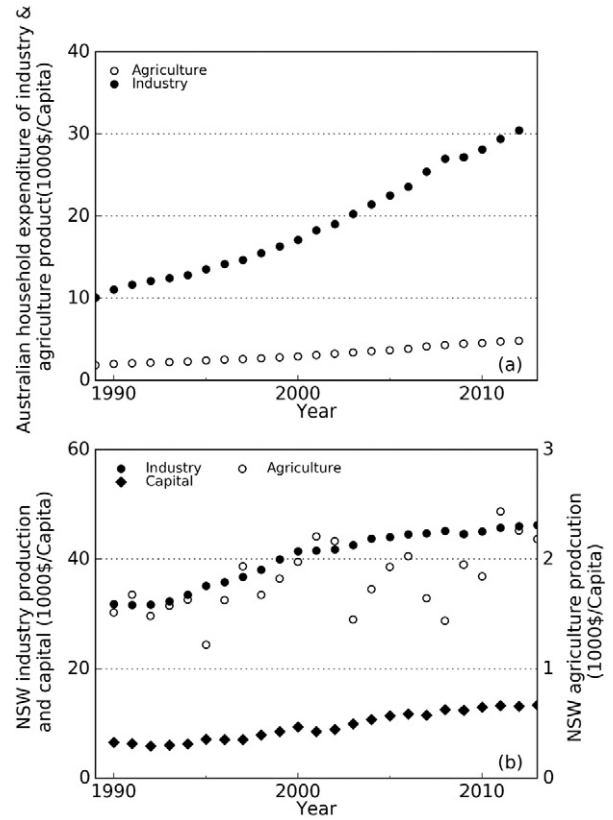 Australian household expenditure of industry &
agriculture product(1000$/Capita)
40
30
20
10
0
Agriculture
Industry
(a)
1990
2000
2010
Year
NSW industry production
and capital (1000$/Capita)
60
40
20
0
Industry
Agriculture
Capital
3
2
1
0
NSW agriculture prodcution
(1000$/Capita)
(b)
1990
2000
2010
Year